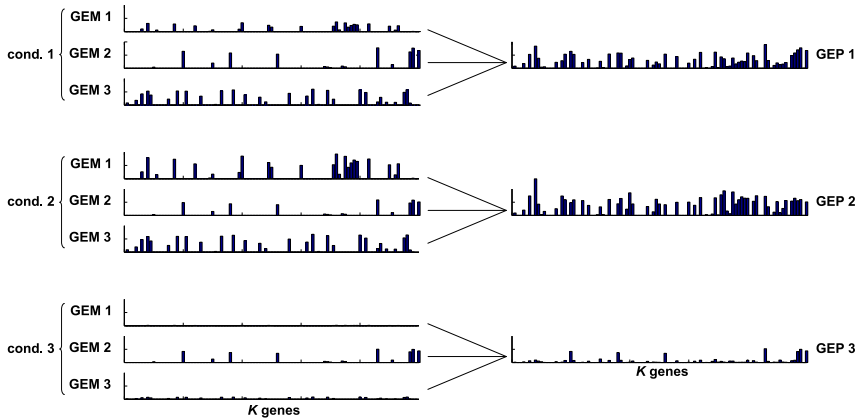 GEM 1
cond. 1
GEM 2
GEM 3
GEP 1
GEM 1
cond. 2
GEM 2
GEM 3
GEP 2
GEM 1
cond. 3
GEM 2
GEM 3
GEP 3
K genes
K genes